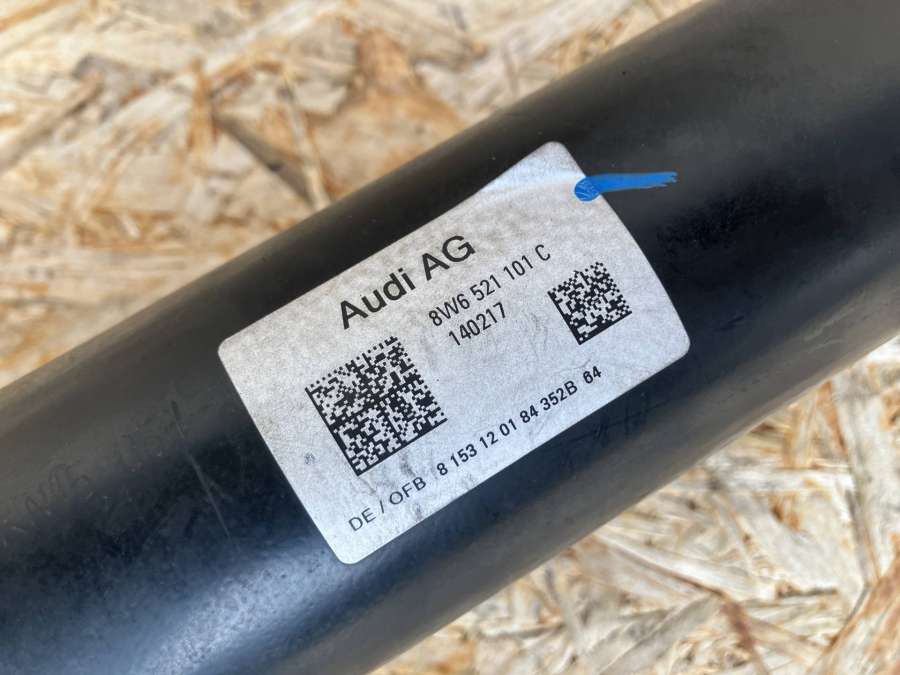 Audi AG
8W6 521 101 C
140217
DE / OFB 8 153 12 01 84 352B 64